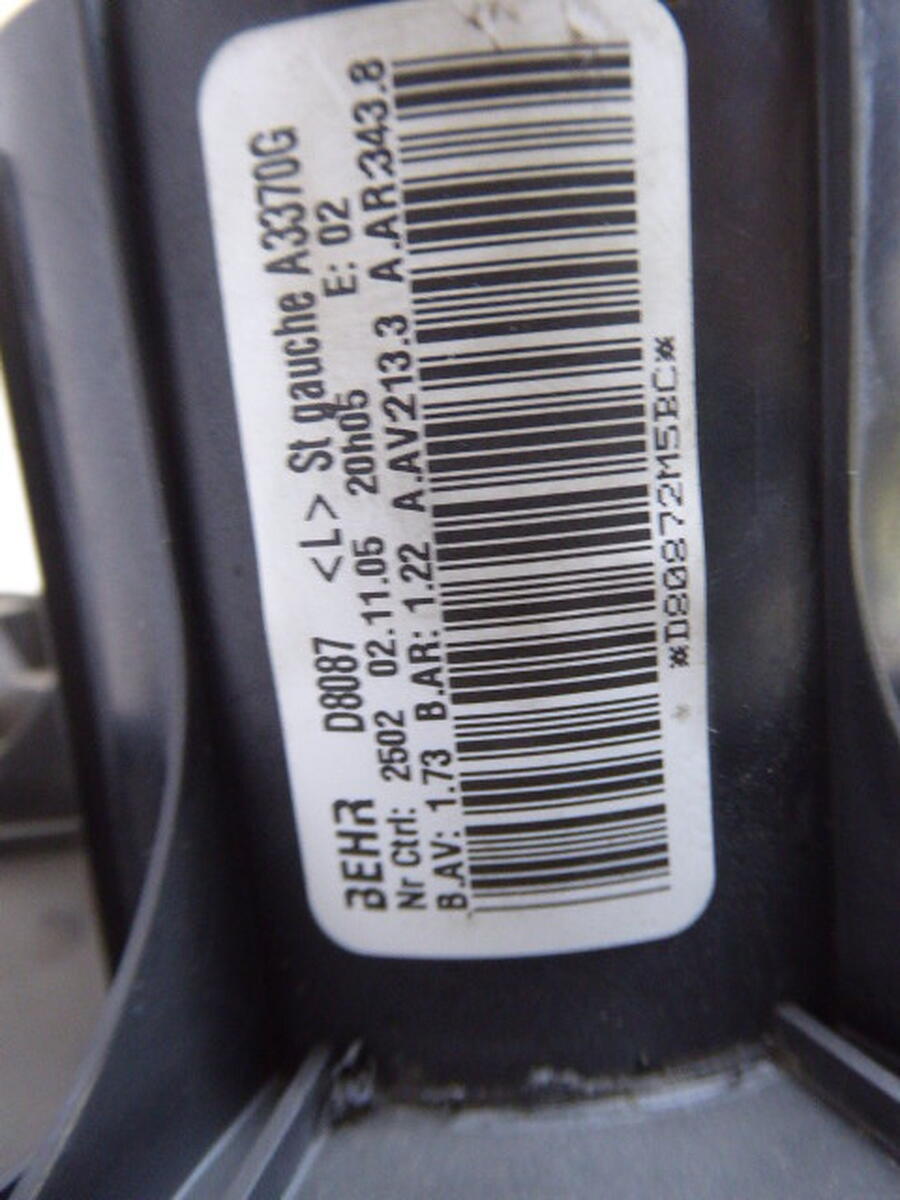 BEHR D8087 <L> St gauche A3370G
Nr Ctrl: 2502 02.11.05 20h05 E: 02
B.AV: 1.73 B.AR: 1.22 A.AV213.3 A.AR343.8
*D80872M5BC*